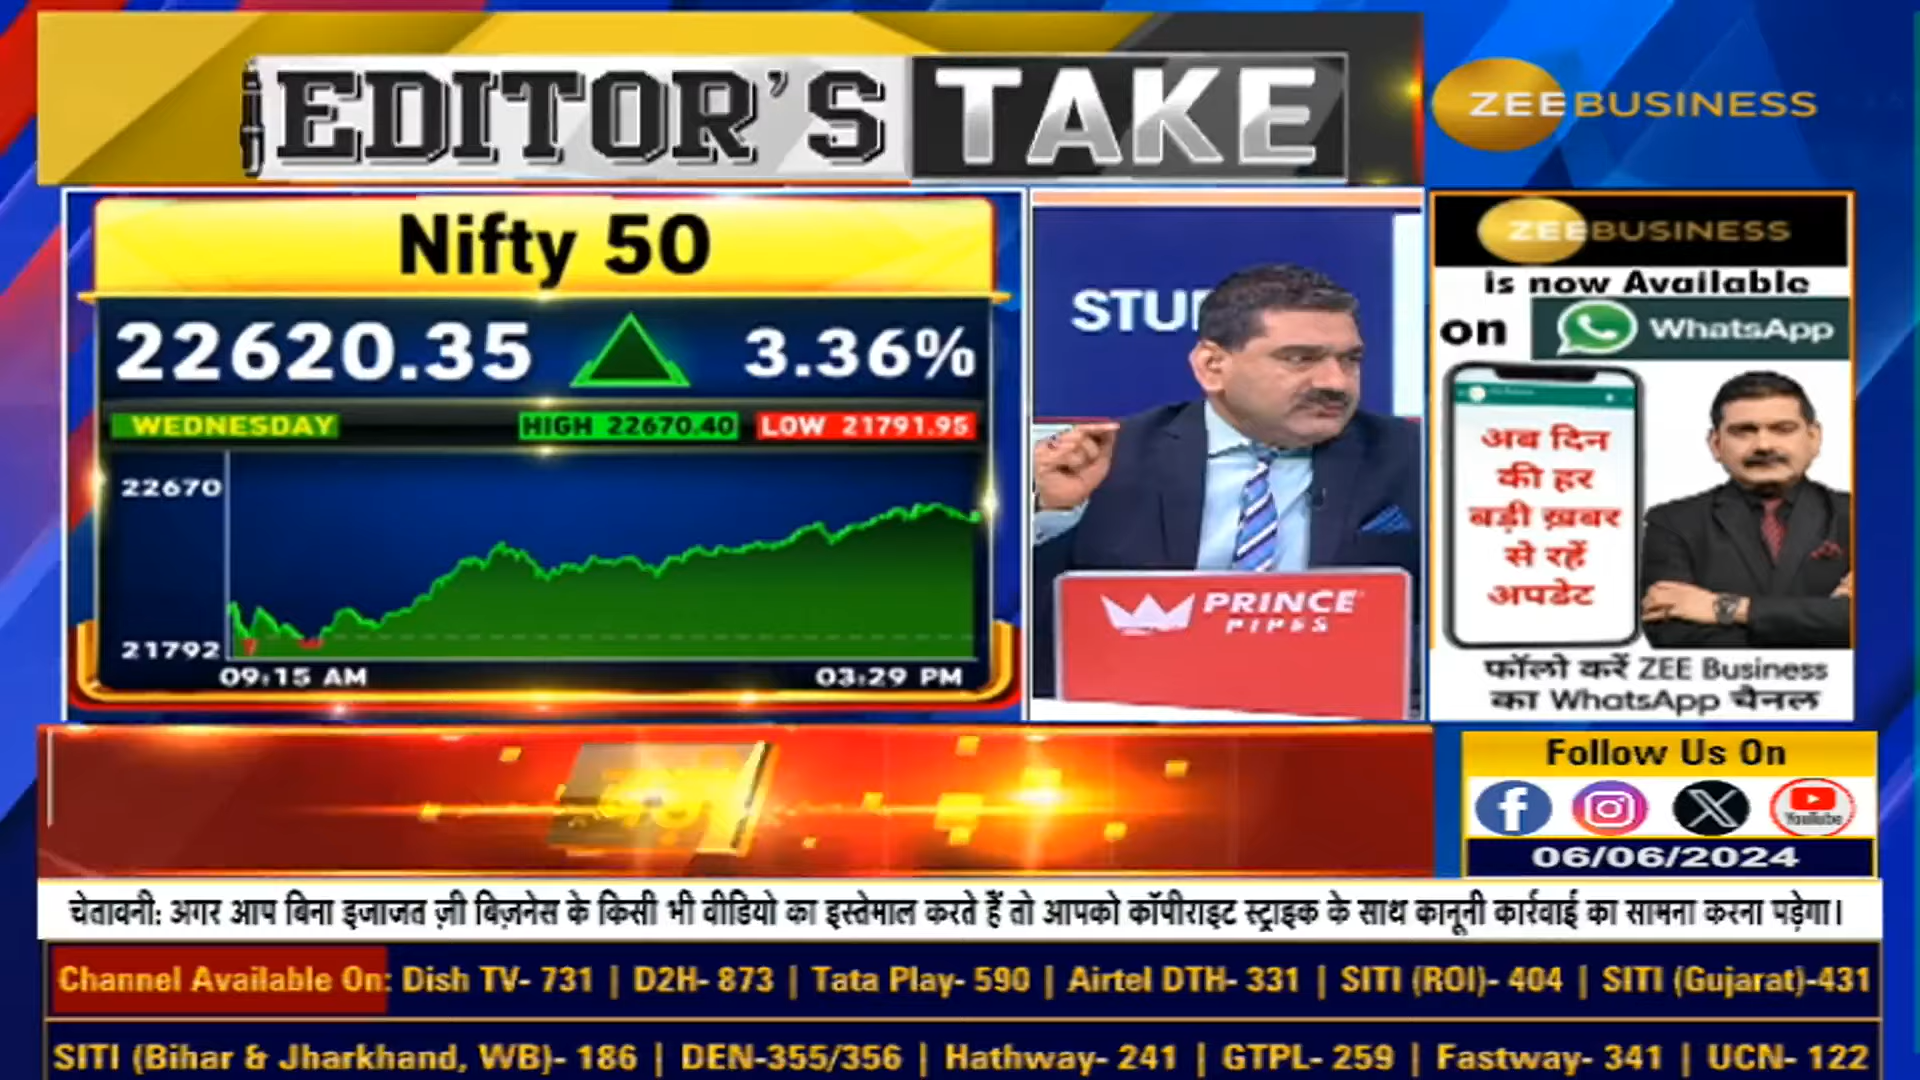 EDITOR'S TAKE
ZEEBUSINESS
Nifty 50
22620.35 3.36%
WEDNESDAY HIGH 22670.40 LOW 21791.95
22670
21792
09:15 AM 03:29 PM
PRINCE
PIPES
ZEEBUSINESS
is now Available
on WhatsApp
अब दिन
की हर
बड़ी ख़बर
से रहें
अपडेट
फॉलो करें ZEE Business
का WhatsApp चैनल
Follow Us On
YouTube
06/06/2024
चेतावनी: अगर आप बिना इजाजत ज़ी बिज़नेस के किसी भी वीडियो का इस्तेमाल करते हैं तो आपको कॉपीराइट स्ट्राइक के साथ कानूनी कार्रवाई का सामना करना पड़ेगा।
Channel Available On: Dish TV- 731 | D2H- 873 | Tata Play- 590 | Airtel DTH- 331 | SITI (ROI)- 404 | SITI (Gujarat)-431
SITI (Bihar & Jharkhand, WB)- 186 | DEN-355/356 | Hathway- 241 | GTPL- 259 | Fastway- 341 | UCN- 122